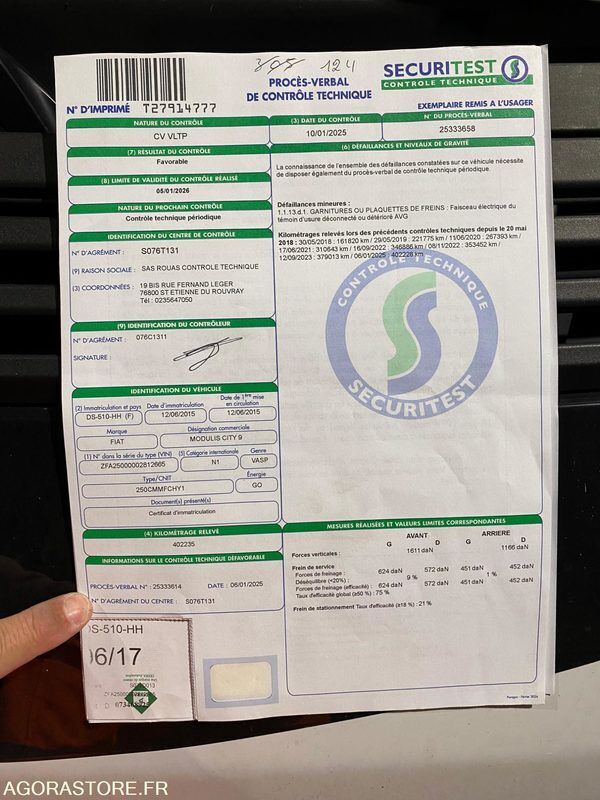 305 124
PROCÈS-VERBAL
DE CONTRÔLE TECHNIQUE
SECURITEST
CONTROLE TECHNIQUE
N° D'IMPRIMÉ T27914777
EXEMPLAIRE REMIS A L'USAGER
NATURE DU CONTRÔLE
CV VLTP
(3) DATE DU CONTRÔLE
10/01/2025
N° DU PROCÈS-VERBAL
25333658
(7) RÉSULTAT DU CONTRÔLE
Favorable
(8) LIMITE DE VALIDITÉ DU CONTRÔLE RÉALISÉ
05/01/2026
NATURE DU PROCHAIN CONTRÔLE
Contrôle technique périodique
IDENTIFICATION DU CENTRE DE CONTRÔLE
N° D'AGRÉMENT : S076T131
(9) RAISON SOCIALE : SAS ROUAS CONTROLE TECHNIQUE
(3) COORDONNÉES : 19 BIS RUE FERNAND LEGER
76800 ST ETIENNE DU ROUVRAY
Tél : 0235647050
(9) IDENTIFICATION DU CONTRÔLEUR
N° D'AGRÉMENT : 076C1311
SIGNATURE :
IDENTIFICATION DU VÉHICULE
(2) Immatriculation et pays
DS-510-HH (F)
Date d'immatriculation
12/06/2015
Date de 1ère mise
en circulation
12/06/2015
Marque
FIAT
Désignation commerciale
MODULIS CITY 9
(1) N° dans la série du type (VIN)
ZFA25000002812665
(5) Catégorie internationale
N1
Genre
VASP
Type/CNIT
250CMMFCHY1
Énergie
GO
Document(s) présenté(s)
Certificat d'immatriculation
(4) KILOMÉTRAGE RELEVÉ
402235
INFORMATIONS SUR LE CONTRÔLE TECHNIQUE DÉFAVORABLE
PROCÈS-VERBAL N° : 25333614 DATE : 06/01/2025
N° D'AGRÉMENT DU CENTRE : S076T131
(6) DÉFAILLANCES ET NIVEAUX DE GRAVITÉ
La connaissance de l'ensemble des défaillances constatées sur ce véhicule nécessite
de disposer également du procès-verbal de contrôle technique périodique.
Défaillances mineures :
1.1.13.d.1. GARNITURES OU PLAQUETTES DE FREINS : Faisceau électrique du
témoin d'usure déconnecté ou détérioré AVG
Kilométrages relevés lors des précédents contrôles techniques depuis le 20 mai
2018 : 30/05/2018 : 161820 km / 29/05/2019 : 221775 km / 11/06/2020 : 267393 km /
17/06/2021 : 310643 km / 16/09/2022 : 346886 km / 08/11/2022 : 353452 km /
12/09/2023 : 379013 km / 06/01/2025 : 402228 km
CONTROLE TECHNIQUE
SECURITEST
MESURES RÉALISÉES ET VALEURS LIMITES CORRESPONDANTES
AVANT ARRIERE
G D G D
Forces verticales : 1611 daN 1166 daN
Frein de service
Forces de freinage : 624 daN 572 daN 451 daN 452 daN
Déséquilibre (<20%) : 9 % 1 %
Forces de freinage (efficacité) : 624 daN 572 daN 451 daN 452 daN
Taux d'efficacité global (≥50 %) : 75 %
Frein de stationnement Taux d'efficacité (≥18 %) : 21 %
DS-510-HH
06/17
AGORASTORE.FR